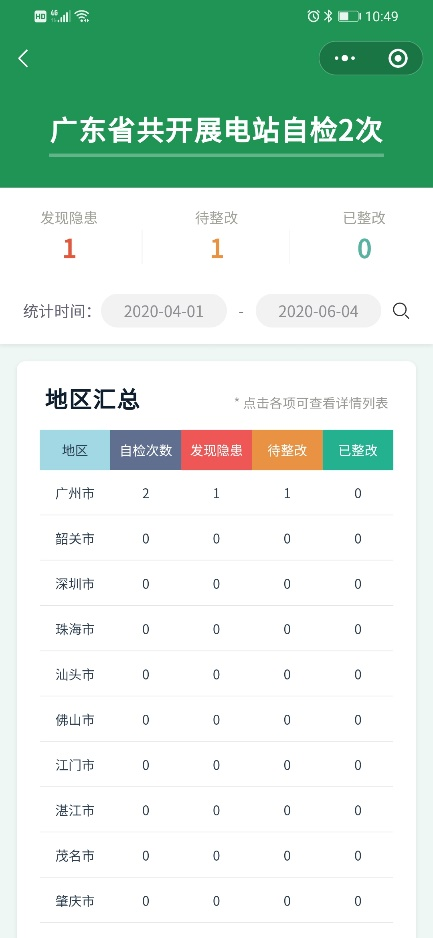 HD 4G 10:49
广东省共开展电站自检2次
发现隐患 待整改 已整改
1 1 0
统计时间: 2020-04-01 - 2020-06-04
地区汇总 * 点击各项可查看详情列表
地区 自检次数 发现隐患 待整改 已整改
广州市 2 1 1 0
韶关市 0 0 0 0
深圳市 0 0 0 0
珠海市 0 0 0 0
汕头市 0 0 0 0
佛山市 0 0 0 0
江门市 0 0 0 0
湛江市 0 0 0 0
茂名市 0 0 0 0
肇庆市 0 0 0 0